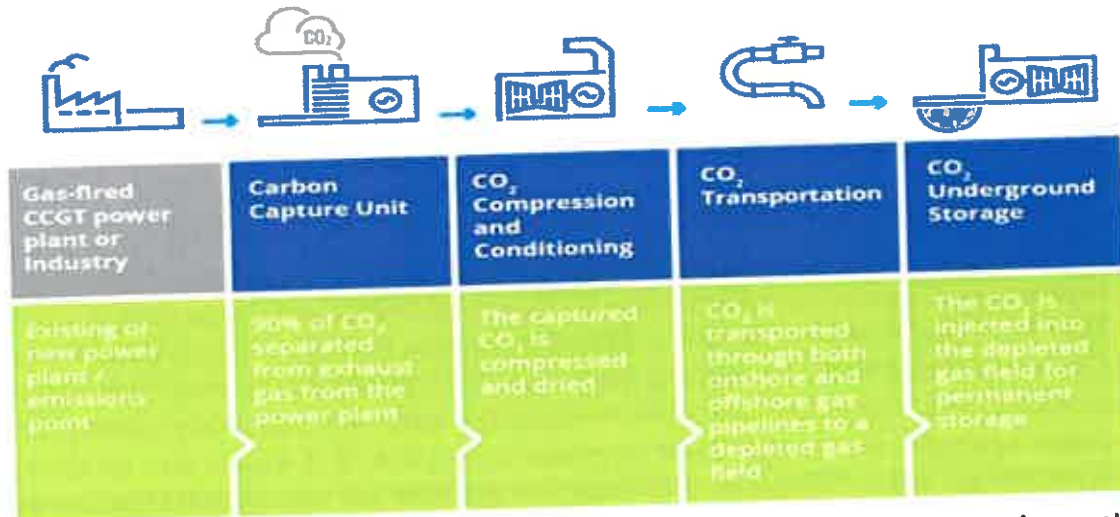 CO₂
Gas-fired
CCGT power
plant or
Industry
Carbon
Capture Unit
CO₂
Compression
and
Conditioning
CO₂
Transportation
CO₂
Underground
Storage
Existing or
new power
plant /
emissions
point
90% of CO₂
separated
from exhaust
gas from the
power plant
The captured
CO₂ is
compressed
and dried
CO₂ is
transported
through both
onshore and
offshore gas
pipelines to a
depleted gas
field
The CO₂ is
injected into
the depleted
gas field for
permanent
storage